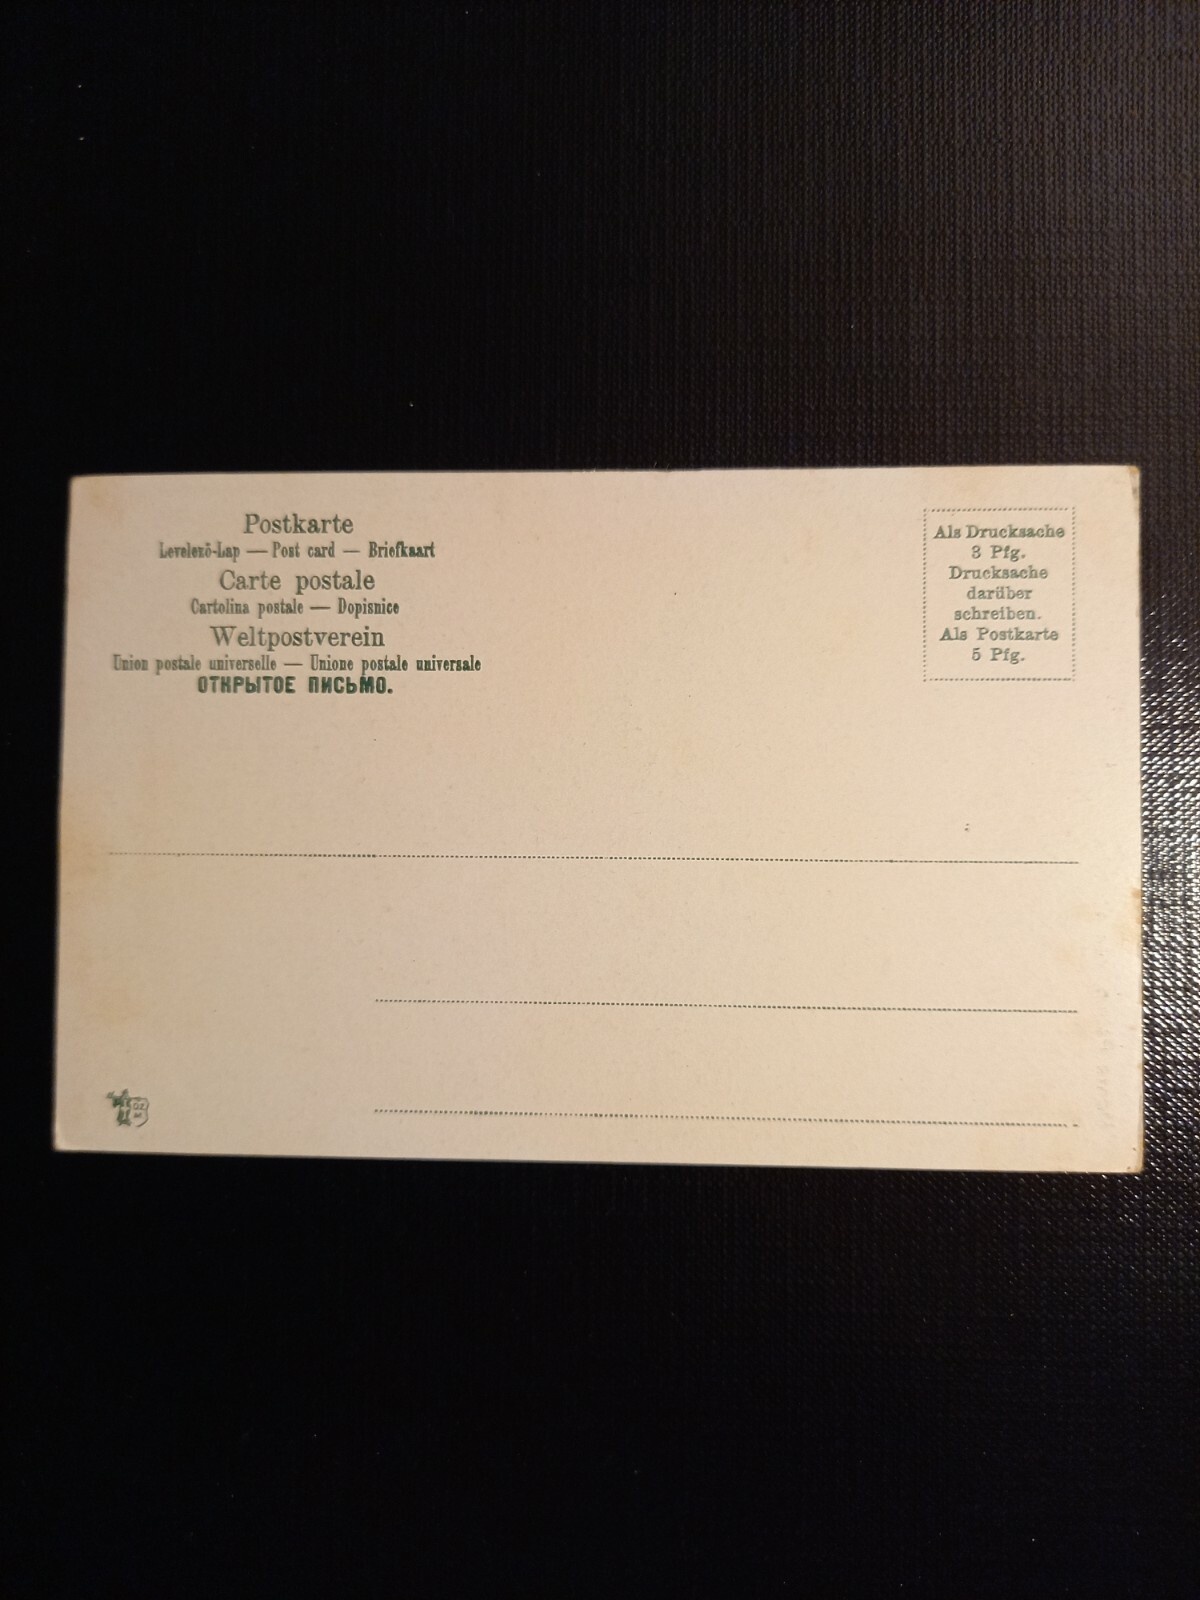 Postkarte
Levelező-Lap — Post card — Briefkaart
Carte postale
Cartolina postale — Dopisnice
Weltpostverein
Union postale universelle — Unione postale universale
ОТКРЫТОЕ ПИСЬМО.
Als Drucksache
3 Pfg.
Drucksache
darüber
schreiben.
Als Postkarte
5 Pfg.